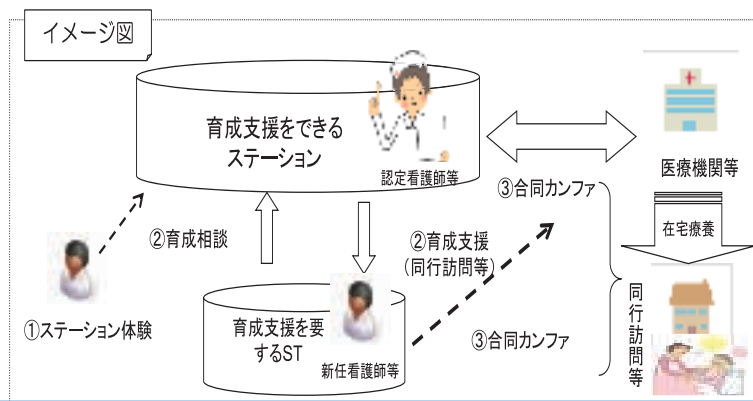 イメージ図
育成支援をできる
ステーション
認定看護師等
医療機関等
③合同カンファ
在宅療養
②育成相談
②育成支援
(同行訪問等)
①ステーション体験
育成支援を要
するST
新任看護師等
③合同カンファ
同行訪問等